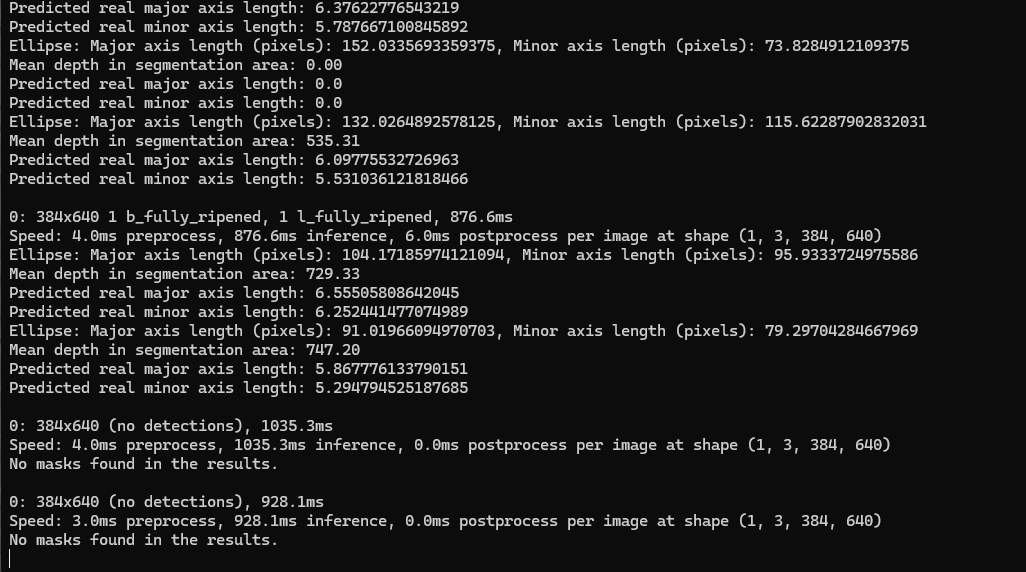 Predicted real major axis length: 6.37622776543219
Predicted real minor axis length: 5.787667100845892
Ellipse: Major axis length (pixels): 152.0335693359375, Minor axis length (pixels): 73.8284912109375
Mean depth in segmentation area: 0.00
Predicted real major axis length: 0.0
Predicted real minor axis length: 0.0
Ellipse: Major axis length (pixels): 132.0264892578125, Minor axis length (pixels): 115.62287902832031
Mean depth in segmentation area: 535.31
Predicted real major axis length: 6.09775532726963
Predicted real minor axis length: 5.531036121818466
0: 384x640 1 b_fully_ripened, 1 l_fully_ripened, 876.6ms
Speed: 4.0ms preprocess, 876.6ms inference, 6.0ms postprocess per image at shape (1, 3, 384, 640)
Ellipse: Major axis length (pixels): 104.17185974121094, Minor axis length (pixels): 95.9333724975586
Mean depth in segmentation area: 729.33
Predicted real major axis length: 6.55505808642045
Predicted real minor axis length: 6.252441477074989
Ellipse: Major axis length (pixels): 91.01966094970703, Minor axis length (pixels): 79.29704284667969
Mean depth in segmentation area: 747.20
Predicted real major axis length: 5.867776133790151
Predicted real minor axis length: 5.294794525187685
0: 384x640 (no detections), 1035.3ms
Speed: 4.0ms preprocess, 1035.3ms inference, 0.0ms postprocess per image at shape (1, 3, 384, 640)
No masks found in the results.
0: 384x640 (no detections), 928.1ms
Speed: 3.0ms preprocess, 928.1ms inference, 0.0ms postprocess per image at shape (1, 3, 384, 640)
No masks found in the results.